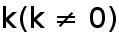 k(k ≠ 0)